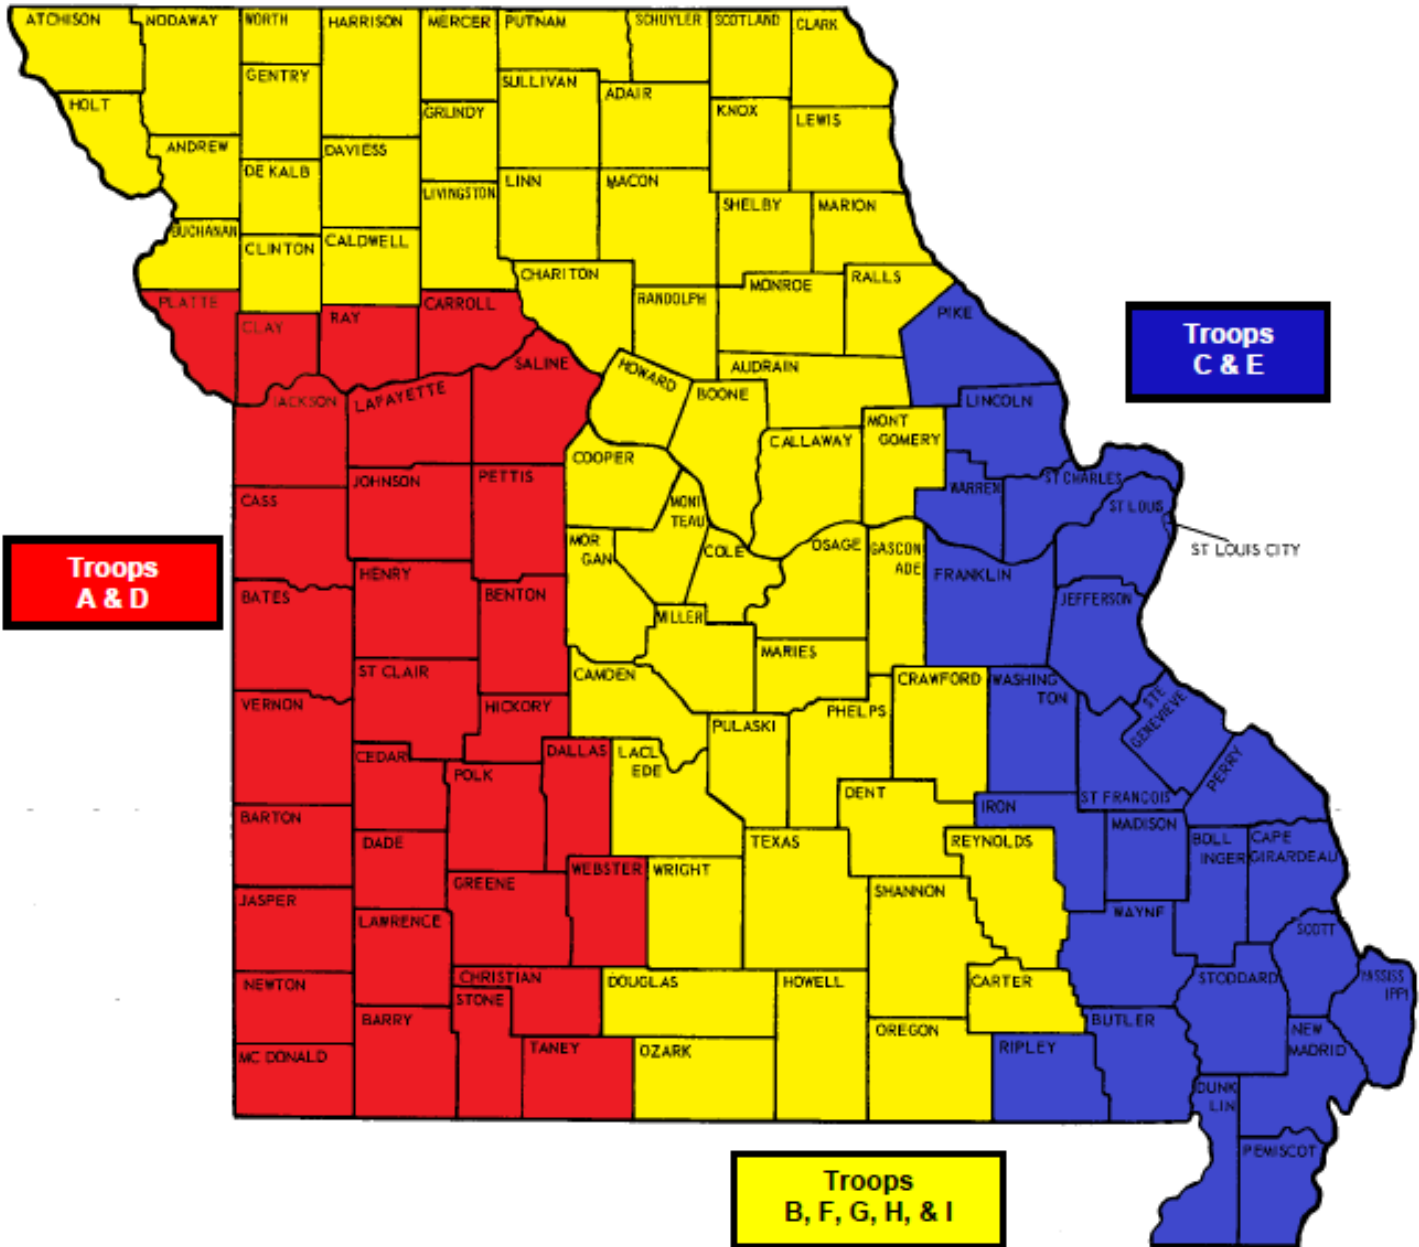 ATCHISON
NODAWAY
WORTH
HARRISON
MERCER
PUTNAM
SCHUYLER
SCOTLAND
CLARK
GENTRY
SULLIVAN
ADAIR
HOLT
GRUNDY
KNOX
LEWIS
ANDREW
DE KALB
DAVIESS
LIVINGSTON
LINN
MACON
SHELBY
MARION
BUCHANAN
CLINTON
CALDWELL
CHARITON
RANDOLPH
MONROE
RALLS
PLATTE
CLAY
RAY
CARROLL
PIKE
Troops
C & E
SALINE
HOWARD
AUDRAIN
BOONE
JACKSON
LAFAYETTE
LINCOLN
MONT
GOMERY
CALLAWAY
COOPER
CASS
JOHNSON
PETTIS
WARREN
ST CHARLES
MONI
TEAU
ST LOUIS
ST LOUIS CITY
MOR
GAN
COLE
OSAGE
GASCON
ADE
FRANKLIN
Troops
A & D
BATES
HENRY
BENTON
JEFFERSON
MILLER
MARIES
ST CLAIR
CAMDEN
CRAWFORD
WASHING
TON
STE
GENEVIEVE
VERNON
HICKORY
PULASKI
PHELPS
CEDAR
DALLAS
LACL
EDE
POLK
DENT
ST FRANCOIS
PERRY
IRON
BARTON
DADE
TEXAS
REYNOLDS
MADISON
BOLL
INGER
CAPE
GIRARDEAU
GREENE
WEBSTER
WRIGHT
SHANNON
JASPER
LAWRENCE
WAYNE
SCOTT
NEWTON
CHRISTIAN
STONE
DOUGLAS
HOWELL
CARTER
STODDARD
MISSISS
IPPI
BARRY
OREGON
BUTLER
NEW
MADRID
MC DONALD
TANEY
OZARK
RIPLEY
DUNK
LIN
PEMISCOT
Troops
B, F, G, H, & I